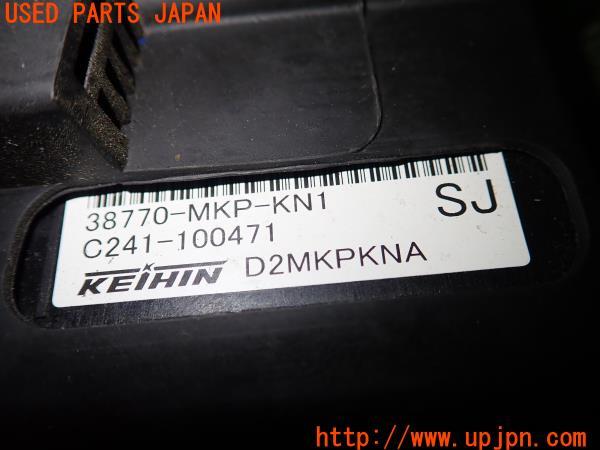 USED PARTS JAPAN
38770-MKP-KN1
SJ
C241-100471
KEIHIN D2MKPKNA
http://www.upjpn.com/